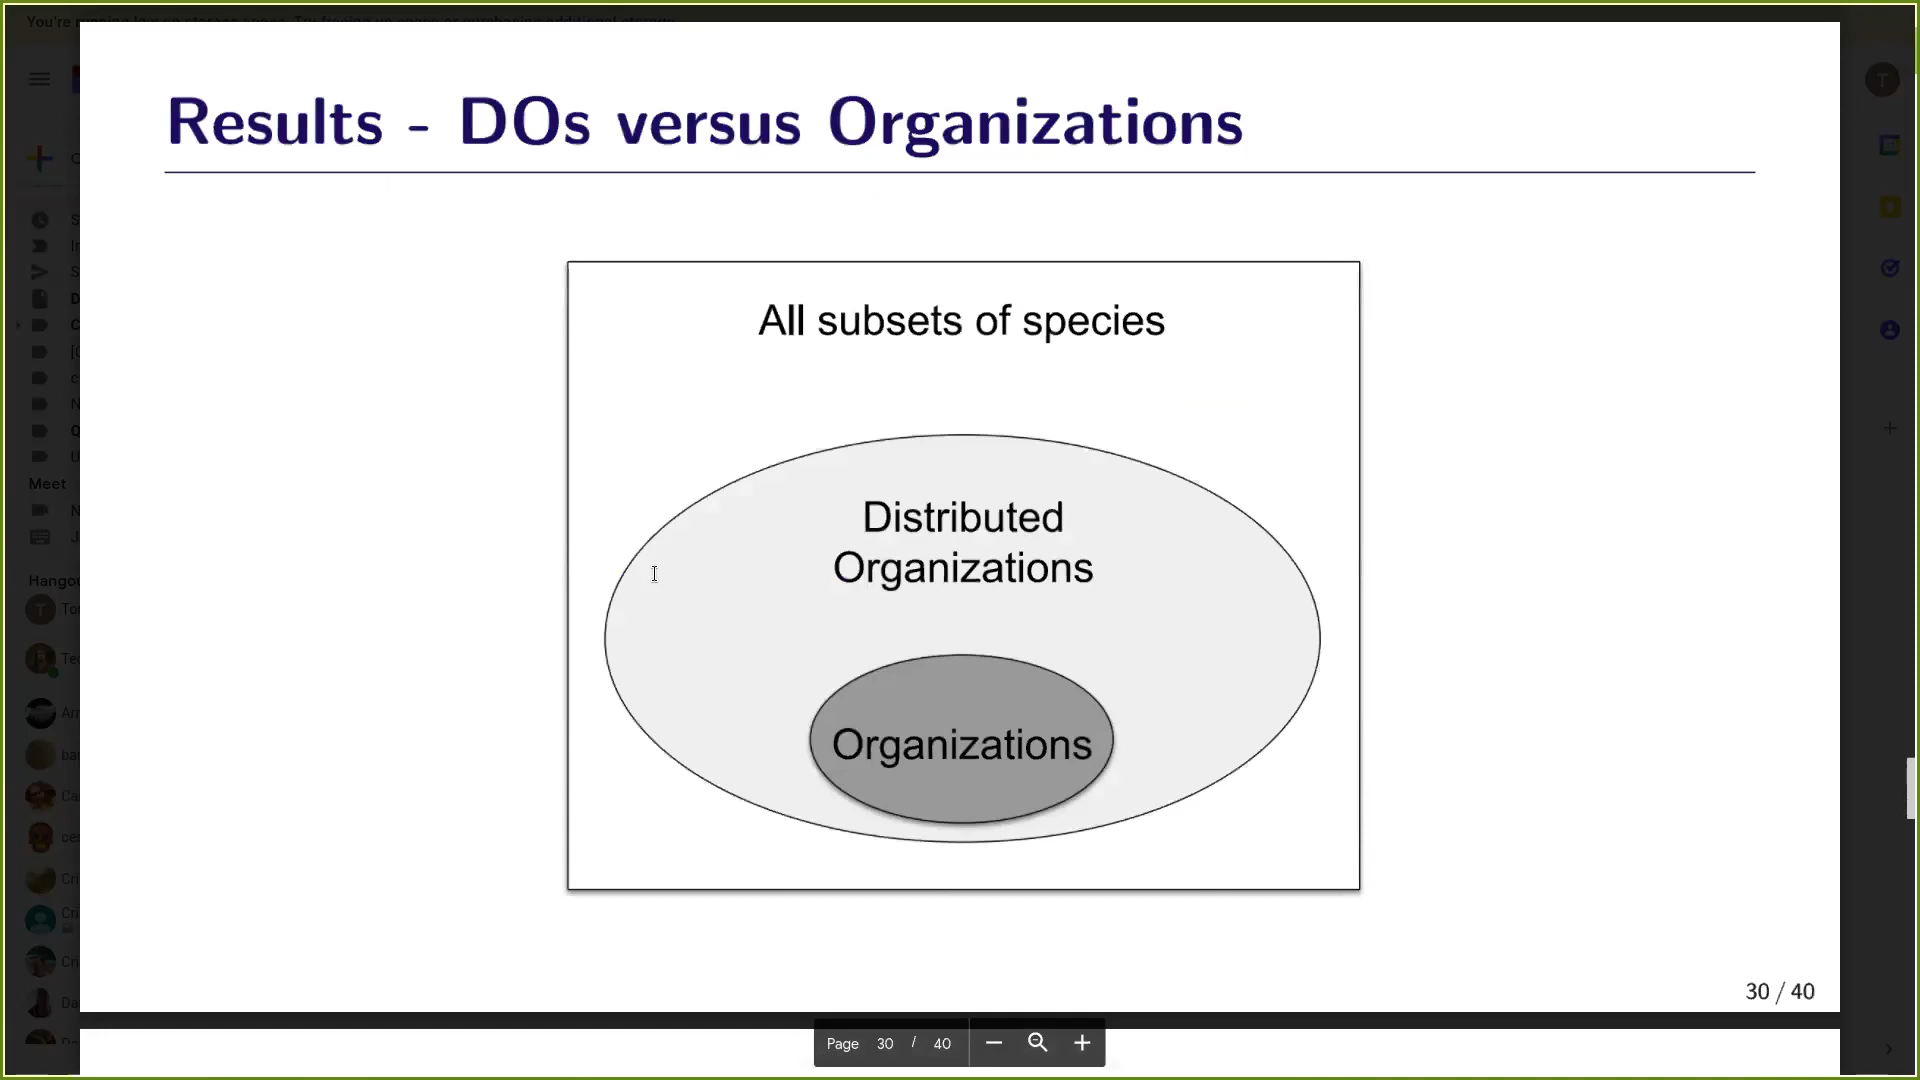 Results - DOs versus Organizations
All subsets of species
Distributed
Organizations
Organizations
30 / 40
Page 30 / 40
Meet
T